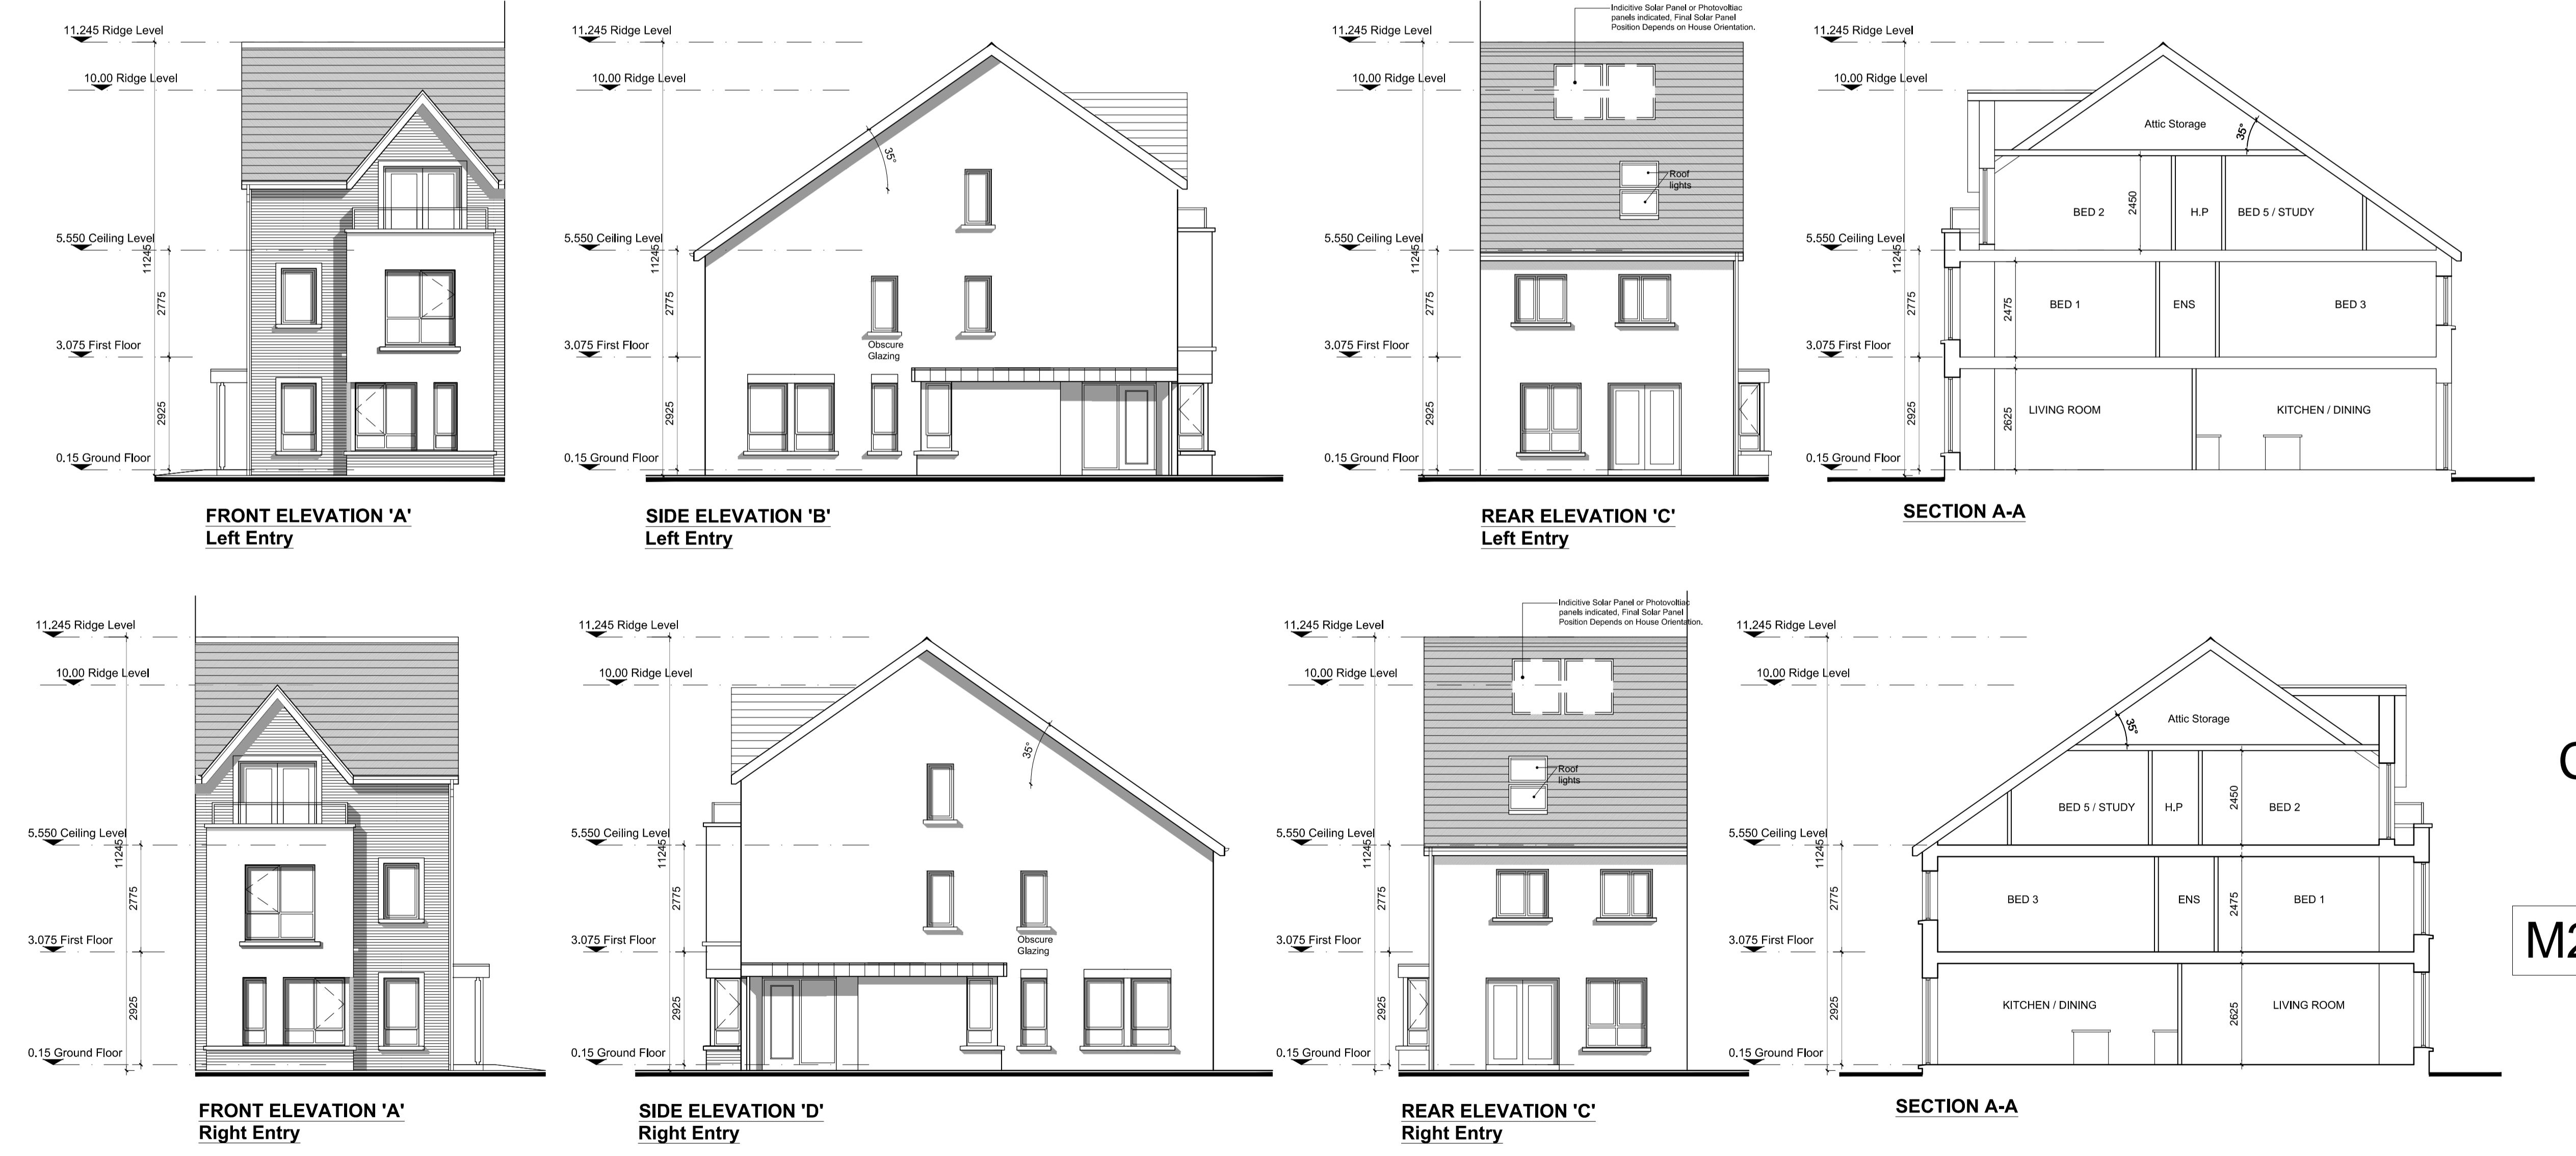 Indicitive Solar Panel or Photovoltiac
panels indicated, Final Solar Panel
Position Depends on House Orientation.
11.245 Ridge Level
10.00 Ridge Level
5.550 Ceiling Level
11245
2775
3.075 First Floor
2925
0.15 Ground Floor
FRONT ELEVATION 'A'
Left Entry
11.245 Ridge Level
10.00 Ridge Level
35°
5.550 Ceiling Level
11245
2775
Obscure
Glazing
3.075 First Floor
2925
0.15 Ground Floor
SIDE ELEVATION 'B'
Left Entry
11.245 Ridge Level
10.00 Ridge Level
Roof
lights
5.550 Ceiling Level
11245
2775
3.075 First Floor
2925
0.15 Ground Floor
REAR ELEVATION 'C'
Left Entry
11.245 Ridge Level
10.00 Ridge Level
Attic Storage
35°
BED 2
2450
H.P
BED 5 / STUDY
5.550 Ceiling Level
11245
2775
2475
BED 1
ENS
BED 3
3.075 First Floor
2925
2625
LIVING ROOM
KITCHEN / DINING
0.15 Ground Floor
SECTION A-A
11.245 Ridge Level
10.00 Ridge Level
5.550 Ceiling Level
11245
2775
3.075 First Floor
2925
0.15 Ground Floor
FRONT ELEVATION 'A'
Right Entry
11.245 Ridge Level
10.00 Ridge Level
35°
5.550 Ceiling Level
11245
2775
Obscure
Glazing
3.075 First Floor
2925
0.15 Ground Floor
SIDE ELEVATION 'D'
Right Entry
Indicitive Solar Panel or Photovoltiac
panels indicated, Final Solar Panel
Position Depends on House Orientation.
11.245 Ridge Level
10.00 Ridge Level
Roof
lights
5.550 Ceiling Level
11245
2775
3.075 First Floor
2925
0.15 Ground Floor
REAR ELEVATION 'C'
Right Entry
11.245 Ridge Level
10.00 Ridge Level
Attic Storage
35°
BED 5 / STUDY
H.P
2450
BED 2
5.550 Ceiling Level
11245
2775
BED 3
ENS
2475
BED 1
3.075 First Floor
2925
KITCHEN / DINING
2625
LIVING ROOM
0.15 Ground Floor
SECTION A-A
M2